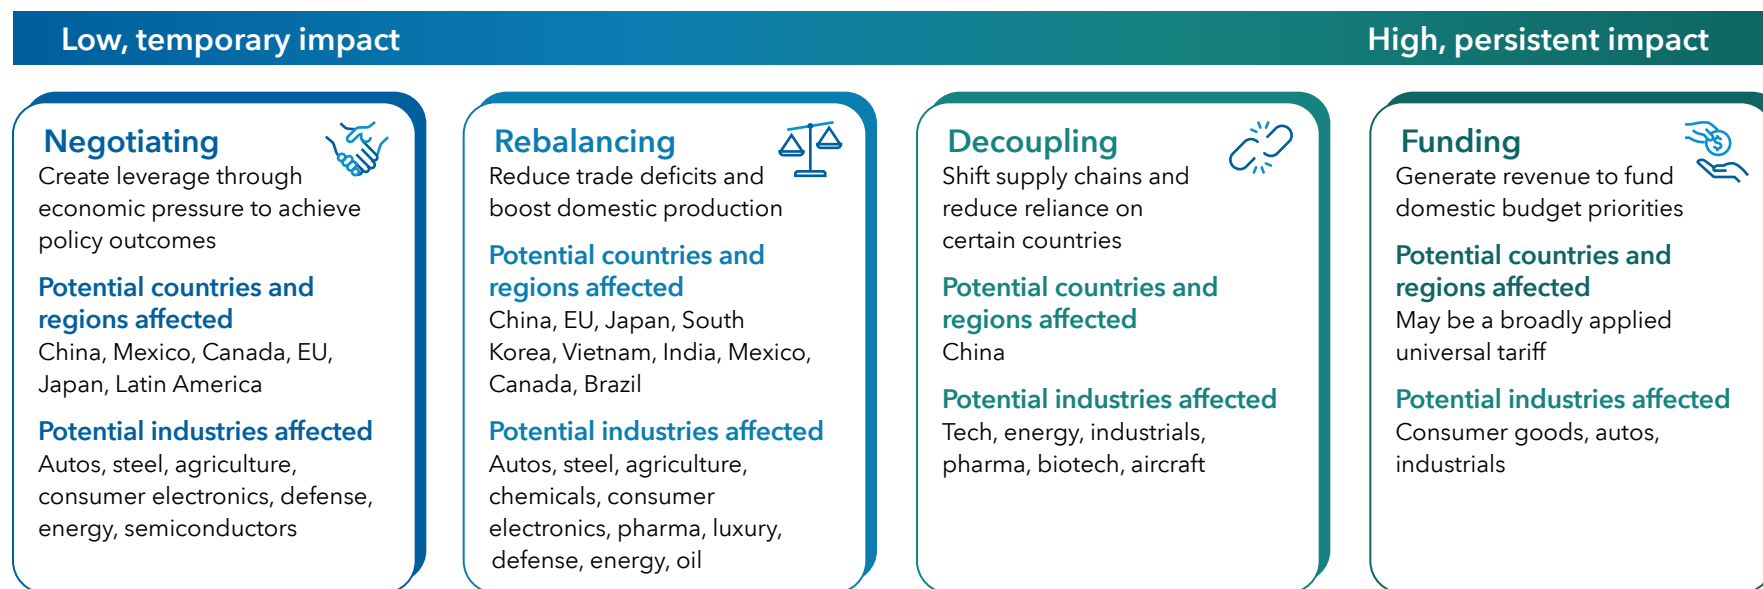 Low, temporary impact
High, persistent impact
Negotiating
Create leverage through
economic pressure to achieve
policy outcomes
Potential countries and
regions affected
China, Mexico, Canada, EU,
Japan, Latin America
Potential industries affected
Autos, steel, agriculture,
consumer electronics, defense,
energy, semiconductors
Rebalancing
Reduce trade deficits and
boost domestic production
Potential countries and
regions affected
China, EU, Japan, South
Korea, Vietnam, India, Mexico,
Canada, Brazil
Potential industries affected
Autos, steel, agriculture,
chemicals, consumer
electronics, pharma, luxury,
defense, energy, oil
Decoupling
Shift supply chains and
reduce reliance on
certain countries
Potential countries and
regions affected
China
Potential industries affected
Tech, energy, industrials,
pharma, biotech, aircraft
Funding
$
Generate revenue to fund
domestic budget priorities
Potential countries and
regions affected
May be a broadly applied
universal tariff
Potential industries affected
Consumer goods, autos,
industrials